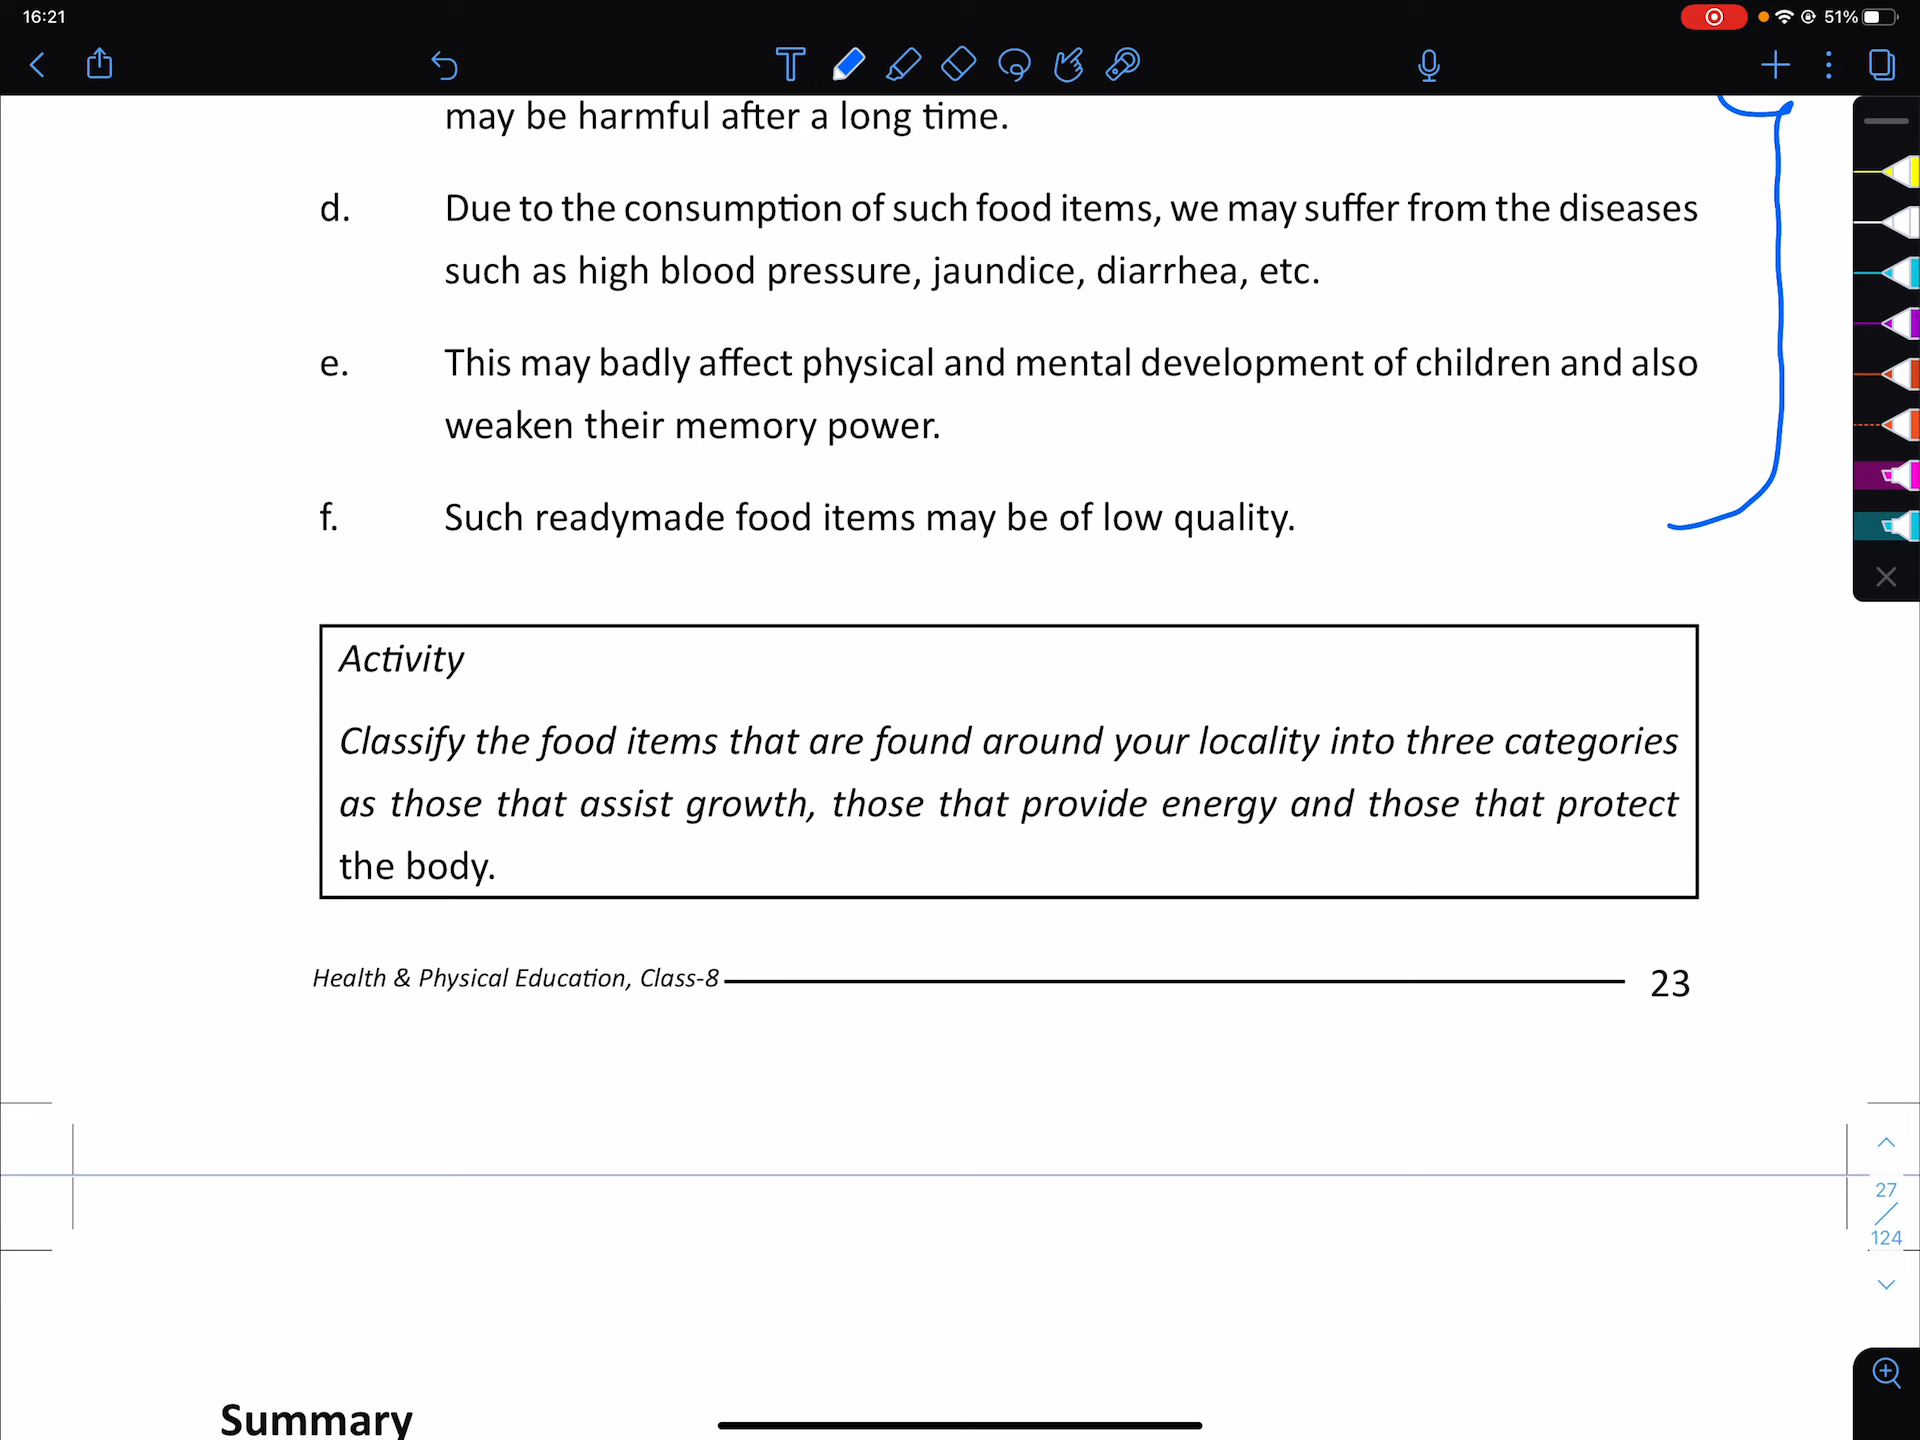 16:21
51%
may be harmful after a long time.
d. Due to the consumption of such food items, we may suffer from the diseases
such as high blood pressure, jaundice, diarrhea, etc.
e. This may badly affect physical and mental development of children and also
weaken their memory power.
f. Such readymade food items may be of low quality.
Activity
Classify the food items that are found around your locality into three categories
as those that assist growth, those that provide energy and those that protect
the body.
Health & Physical Education, Class-8 23
27
/
124
Summary